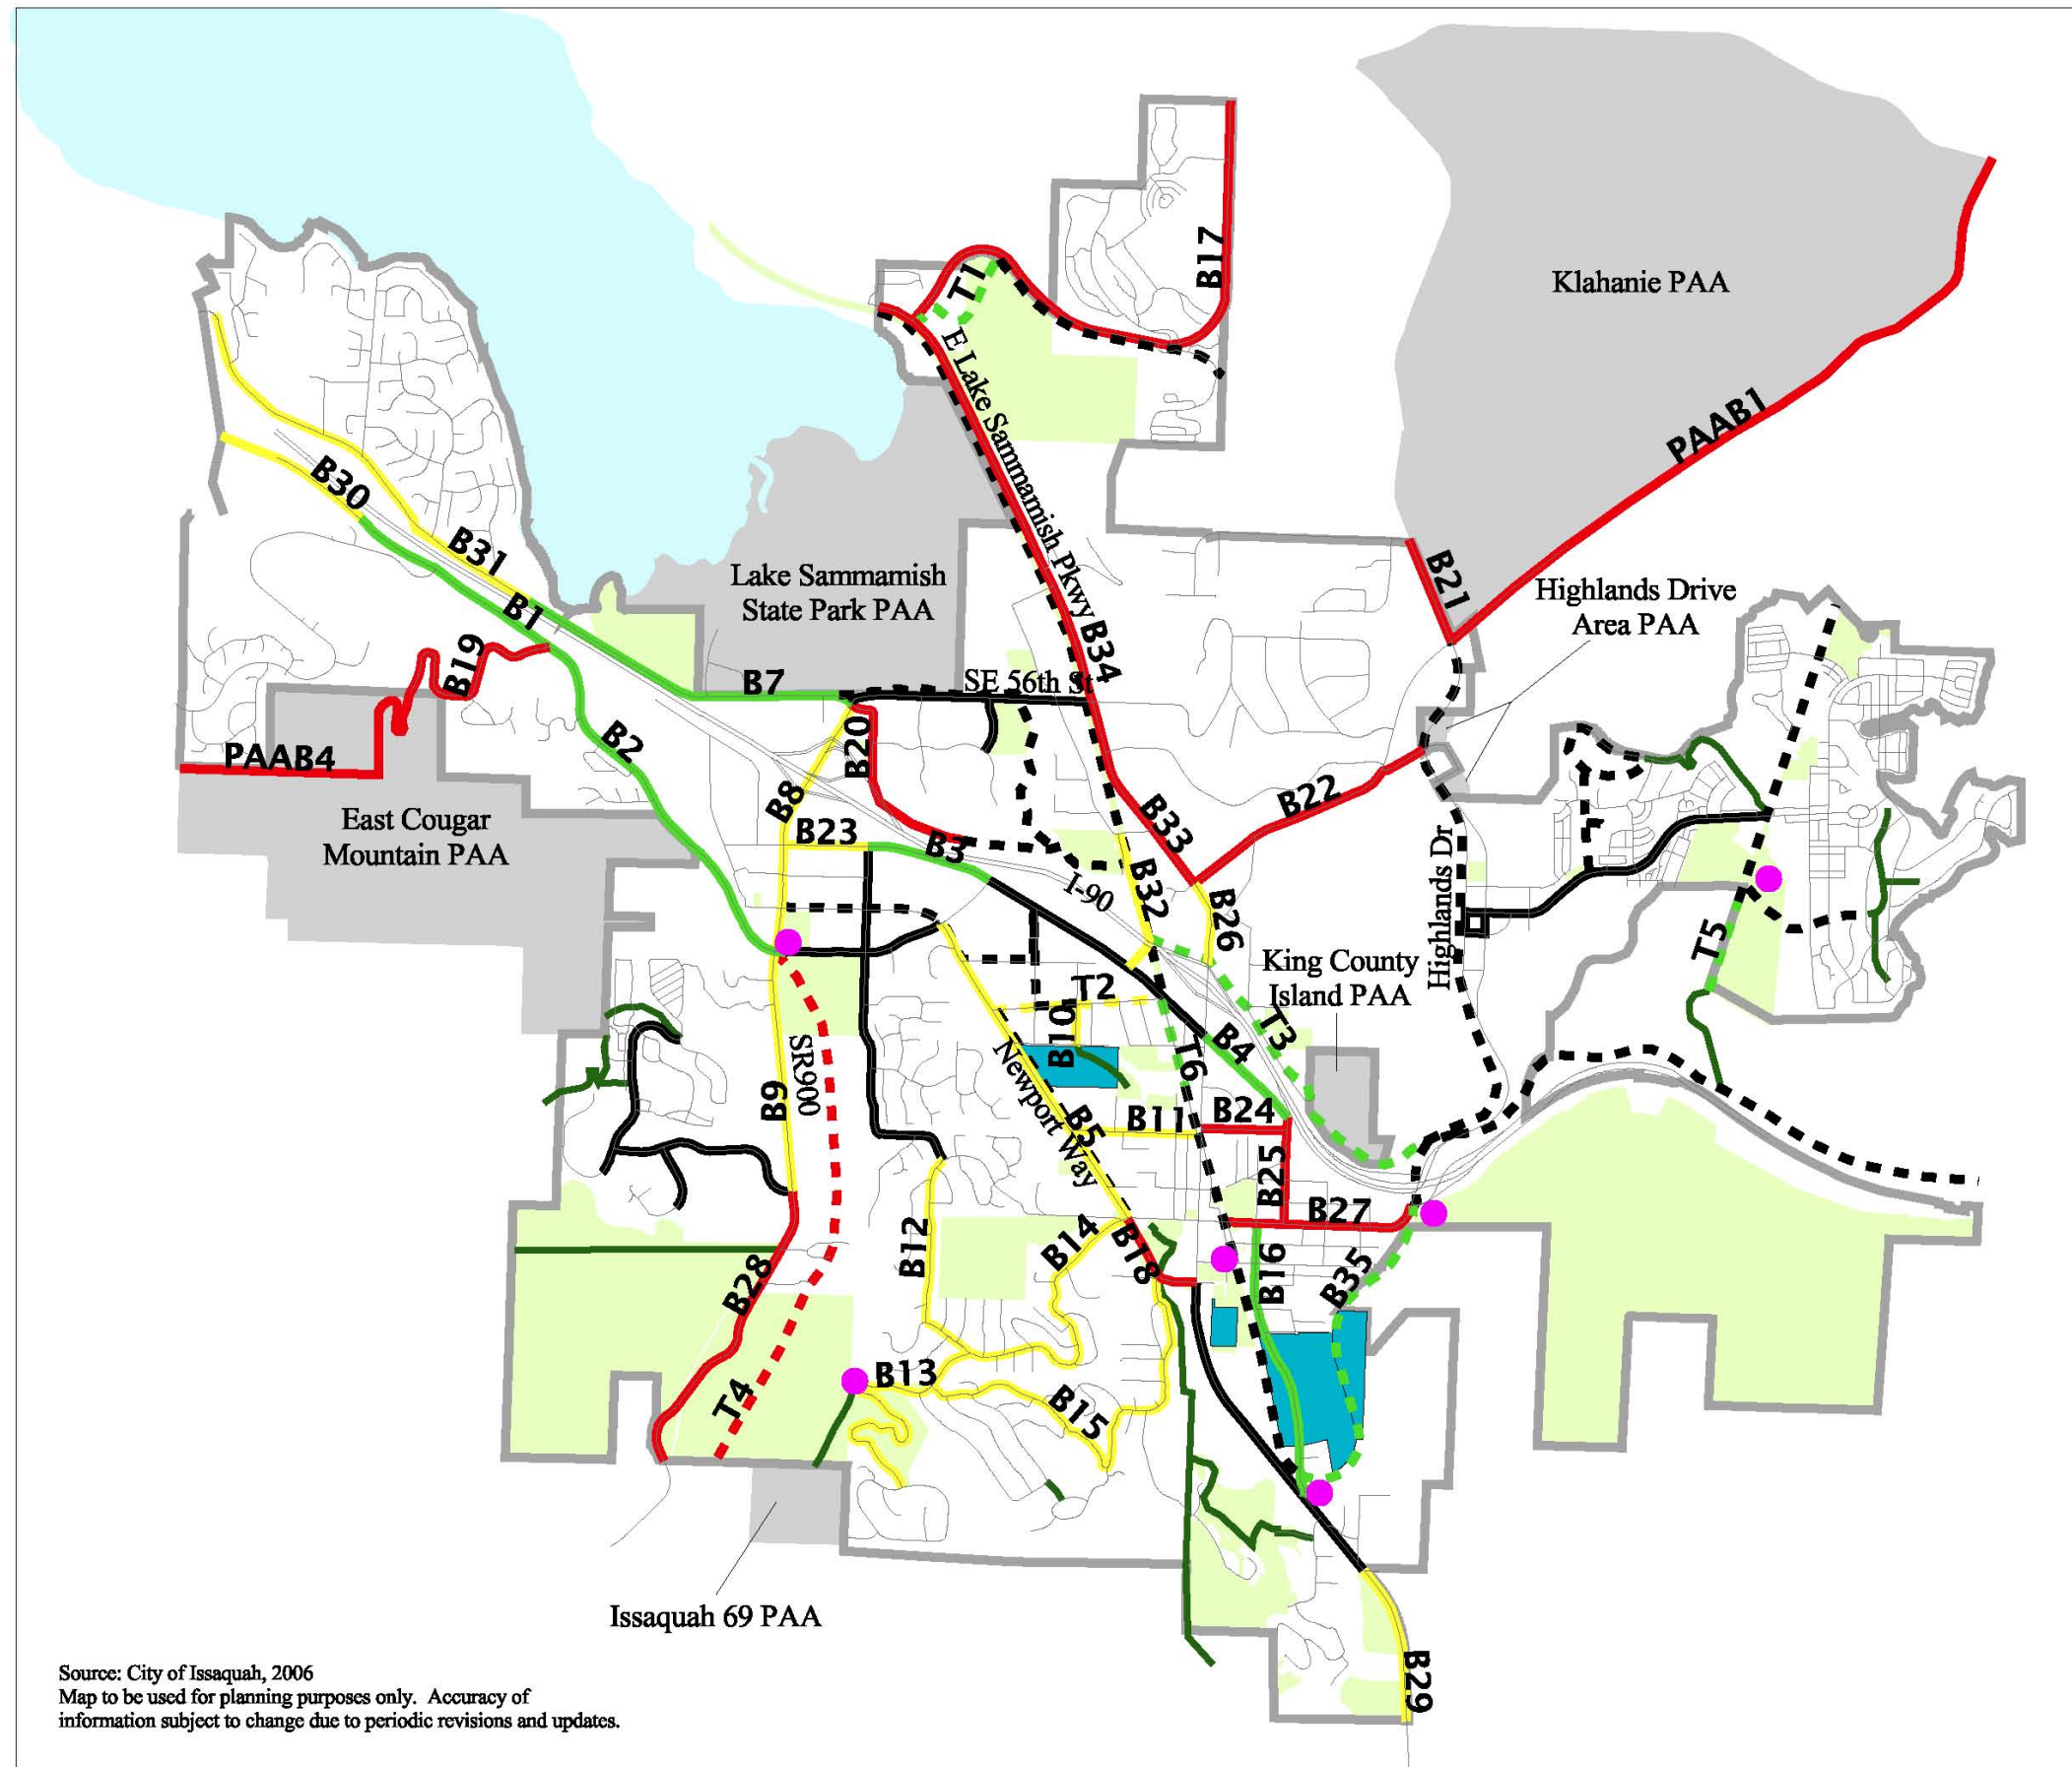 B17
T1
Klahanie PAA
E Lake Sammamish Pkwy
PAAB1
B30
B31
B21
Lake Sammamish
State Park PAA
Highlands Drive
Area PAA
B1
B19
B34
B7
SE 56th St
B2
B20
PAAB4
B8
B33
B22
East Cougar
Mountain PAA
B23
B3
B32
I-90
B26
Highlands Dr
T5
King County
Island PAA
T2
B10
T3
B4
T6
SR900
Newport Way
B9
B5
B11
B24
B25
B27
B12
B14
B18
B16
B35
B28
B13
T4
B15
Issaquah 69 PAA
B29
Source: City of Issaquah, 2006
Map to be used for planning purposes only. Accuracy of
information subject to change due to periodic revisions and updates.